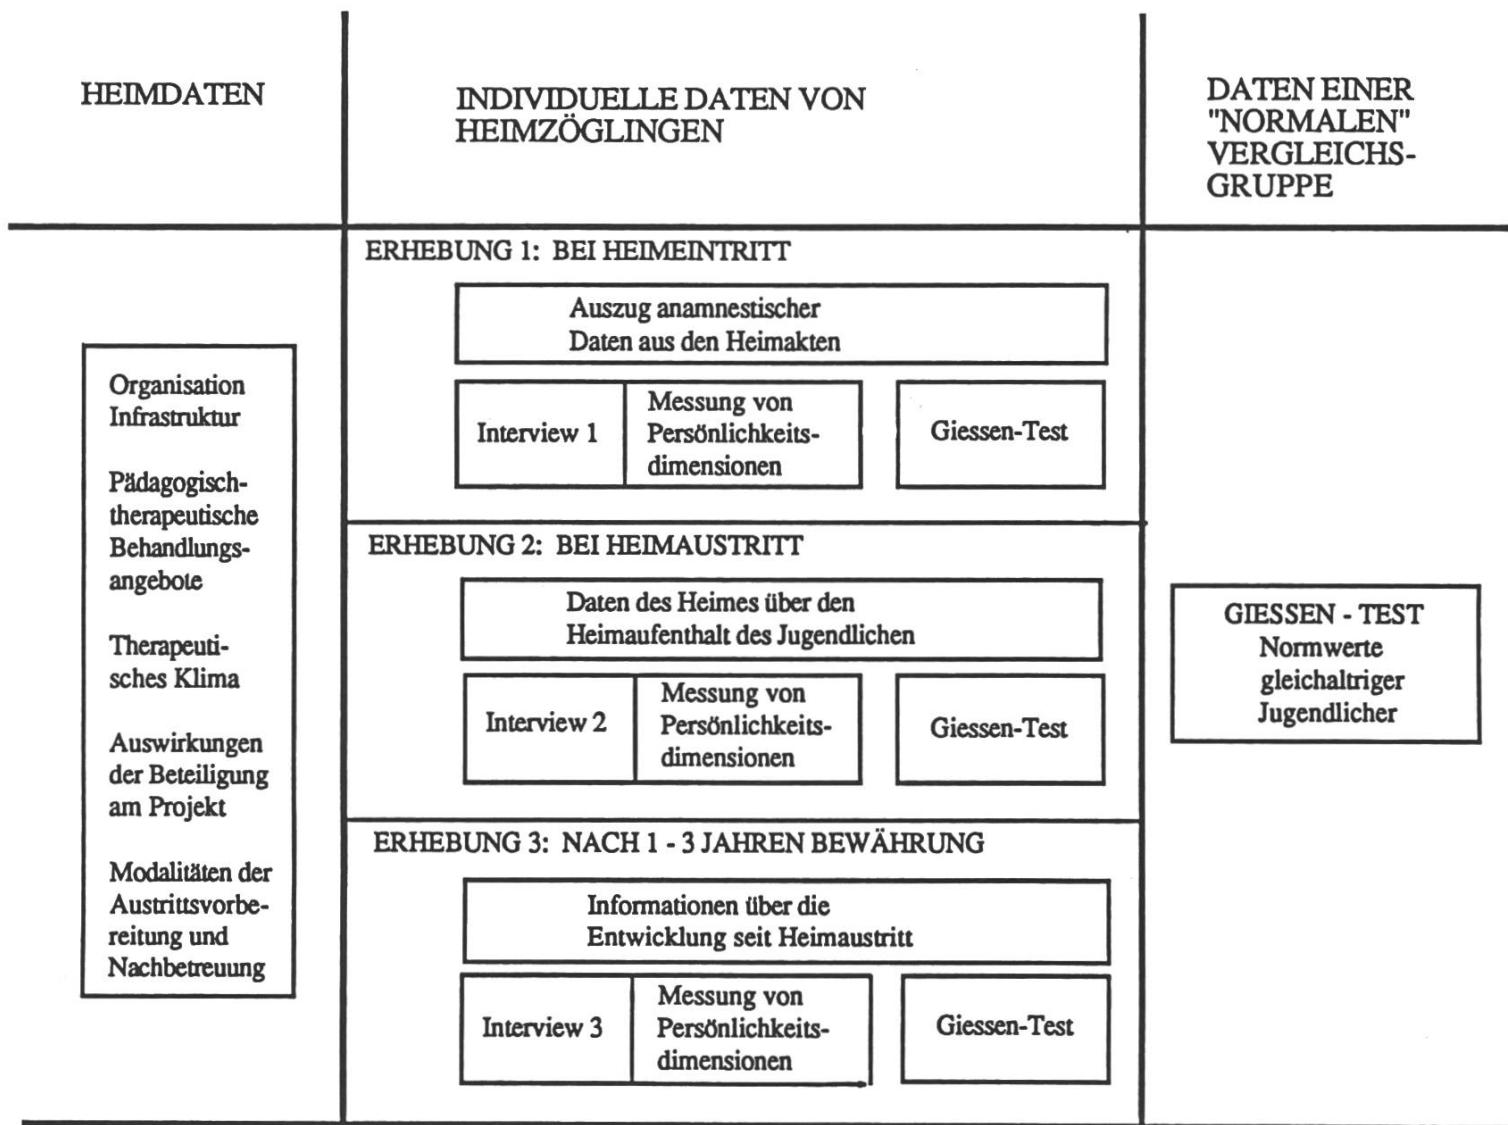 HEIMDATEN
INDIVIDUELLE DATEN VON
HEIMZÖGLINGEN
DATEN EINER
"NORMALEN"
VERGLEICHS-
GRUPPE
Organisation
Infrastruktur
Pädagogisch-
therapeutische
Behandlungs-
angebote
Therapeuti-
sches Klima
Auswirkungen
der Beteiligung
am Projekt
Modalitäten der
Austrittsvorbe-
reitung und
Nachbetreuung
ERHEBUNG 1: BEI HEIMEINTRITT
Auszug anamnestischer
Daten aus den Heimakten
Interview 1
Messung von
Persönlichkeits-
dimensionen
Giessen-Test
ERHEBUNG 2: BEI HEIMAUSTRITT
Daten des Heimes über den
Heimaufenthalt des Jugendlichen
Interview 2
Messung von
Persönlichkeits-
dimensionen
Giessen-Test
ERHEBUNG 3: NACH 1 - 3 JAHREN BEWÄHRUNG
Informationen über die
Entwicklung seit Heimaustritt
Interview 3
Messung von
Persönlichkeits-
dimensionen
Giessen-Test
GIESSEN - TEST
Normwerte
gleichaltriger
Jugendlicher